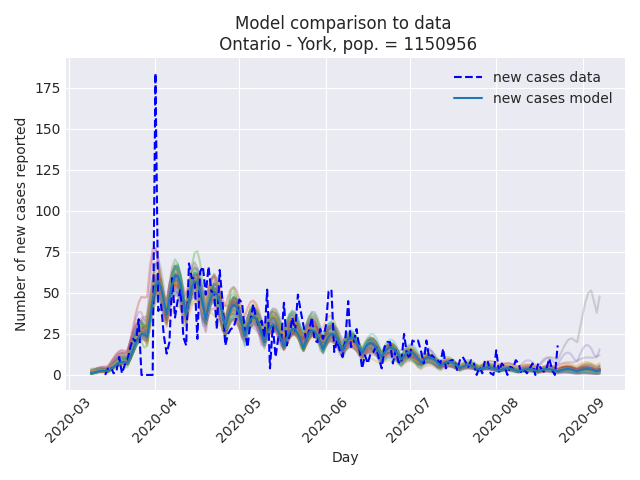 Model comparison to data
Ontario - York, pop. = 1150956
new cases data
new cases model
Number of new cases reported
175
150
125
100
75
50
25
0
2020-03
2020-04
2020-05
2020-06
2020-07
2020-08
2020-09
Day